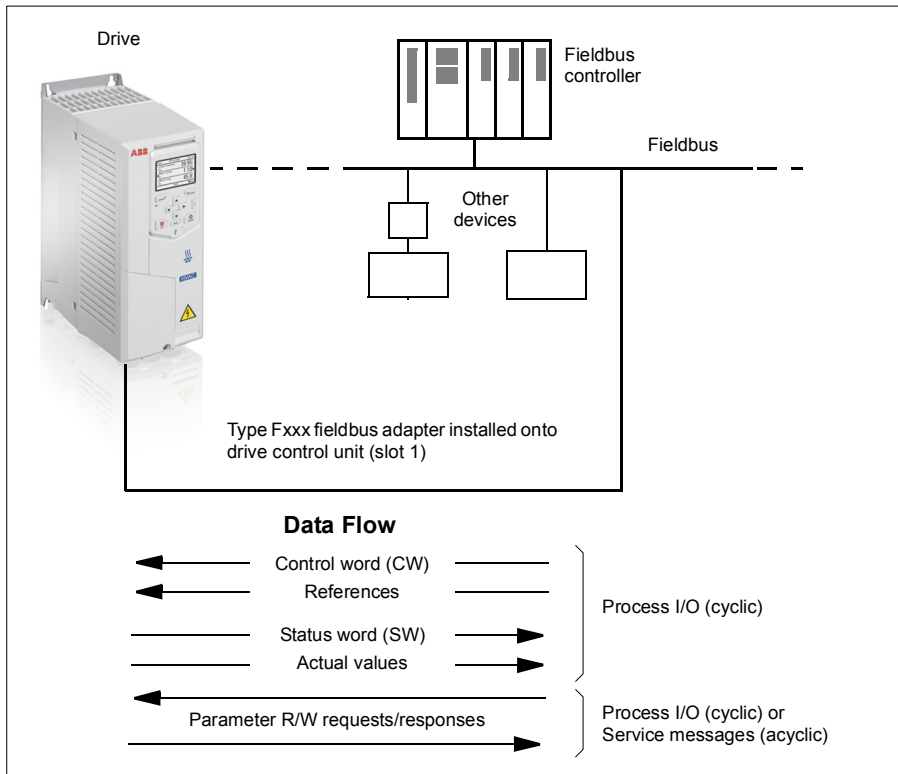 Drive
Fieldbus
controller
Fieldbus
Other
devices
ABB
Type Fxxx fieldbus adapter installed onto
drive control unit (slot 1)
Data Flow
Control word (CW)
References
Process I/O (cyclic)
Status word (SW)
Actual values
Parameter R/W requests/responses
Process I/O (cyclic) or
Service messages (acyclic)